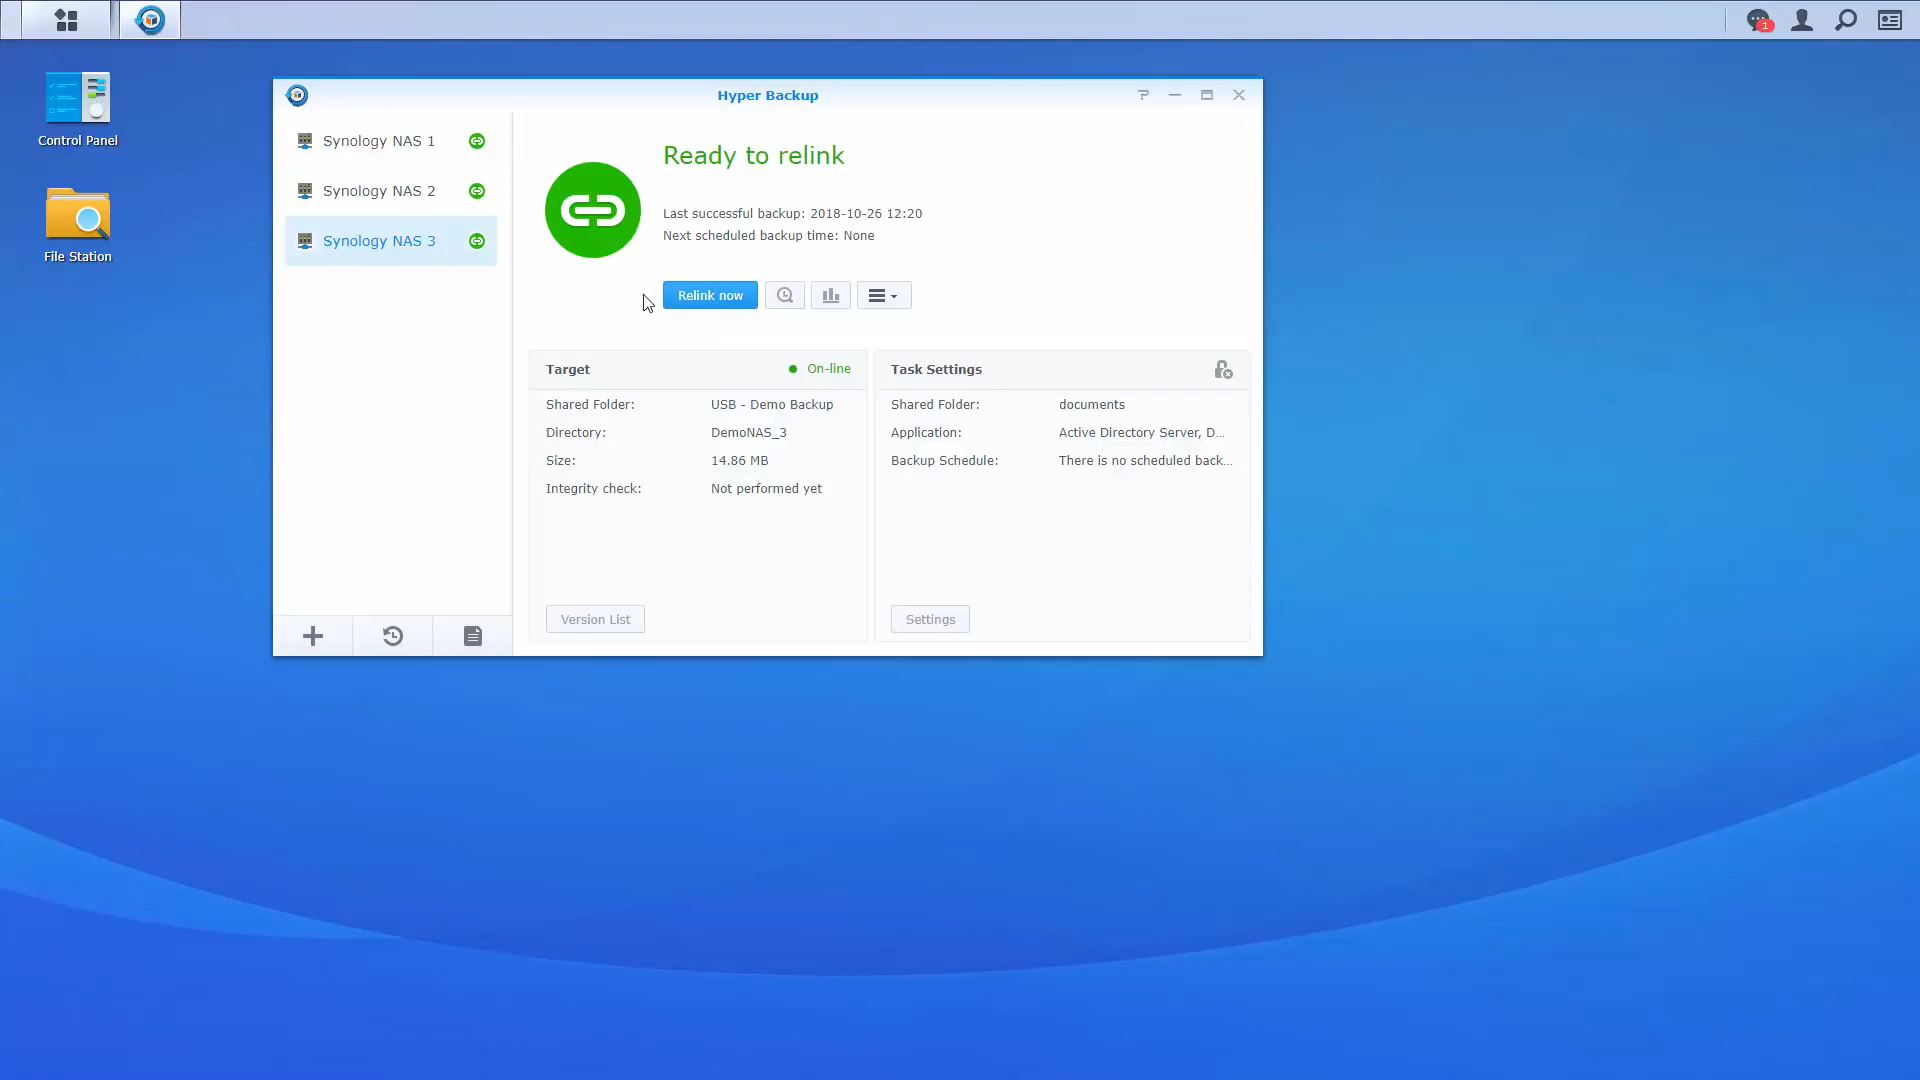 1
Control Panel
File Station
Hyper Backup
Synology NAS 1
Synology NAS 2
Synology NAS 3
Ready to relink
Last successful backup: 2018-10-26 12:20
Next scheduled backup time: None
Relink now
Target
On-line
Shared Folder: USB - Demo Backup
Directory: DemoNAS_3
Size: 14.86 MB
Integrity check: Not performed yet
Version List
Task Settings
Shared Folder: documents
Application: Active Directory Server, D...
Backup Schedule: There is no scheduled back...
Settings